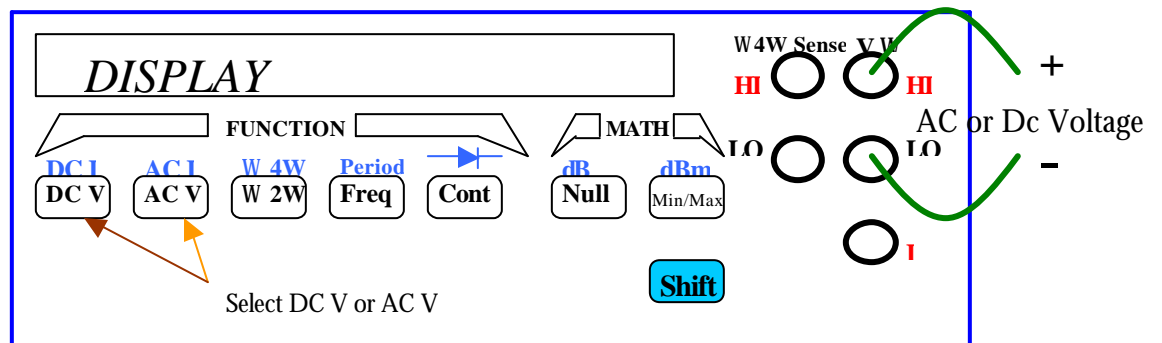 W 4W Sense V W
DISPLAY
HI HI
+
AC or Dc Voltage
FUNCTION MATH
LO LO
-
DC I AC I W 4W Period dB dBm
DC V AC V W 2W Freq Cont Null Min/Max
I
Shift
Select DC V or AC V